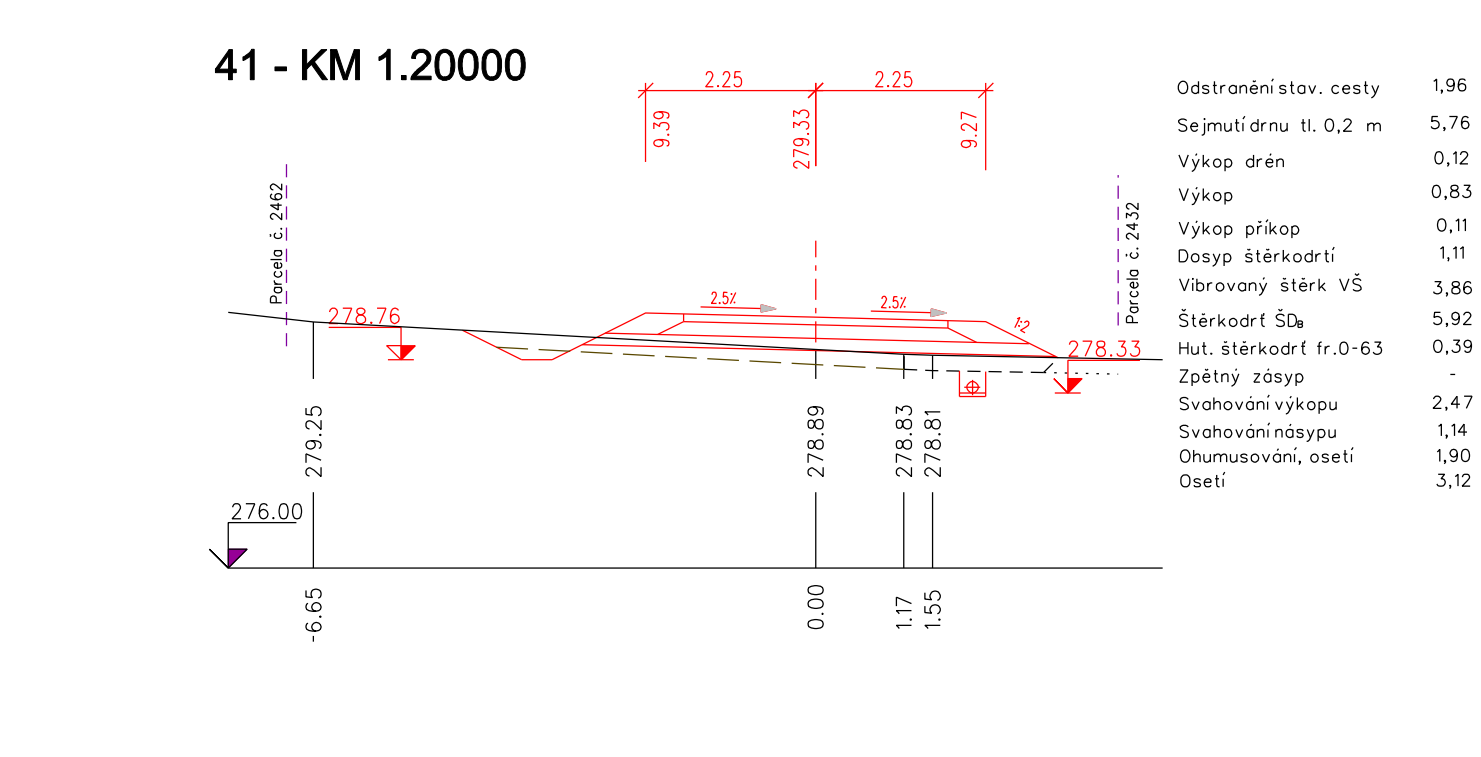 41 - KM 1.20000
2.25
2.25
9.39
279.33
9.27
Parcela č. 2462
Parcela č. 2432
2.5%
2.5%
1:2
278.76
278.33
279.25
278.89
278.83
278.81
276.00
-6.65
0.00
1.17
1.55
Odstranění stav. cesty 1,96
Sejmutí drnu tl. 0,2 m 5,76
Výkop drén 0,12
Výkop 0,83
Výkop příkop 0,11
Dosyp štěrkodrtí 1,11
Vibrovaný štěrk VŠ 3,86
Štěrkodrť ŠDB 5,92
Hut. štěrkodrť fr.0-63 0,39
Zpětný zásyp -
Svahování výkopu 2,47
Svahování násypu 1,14
Ohumusování, osetí 1,90
Osetí 3,12